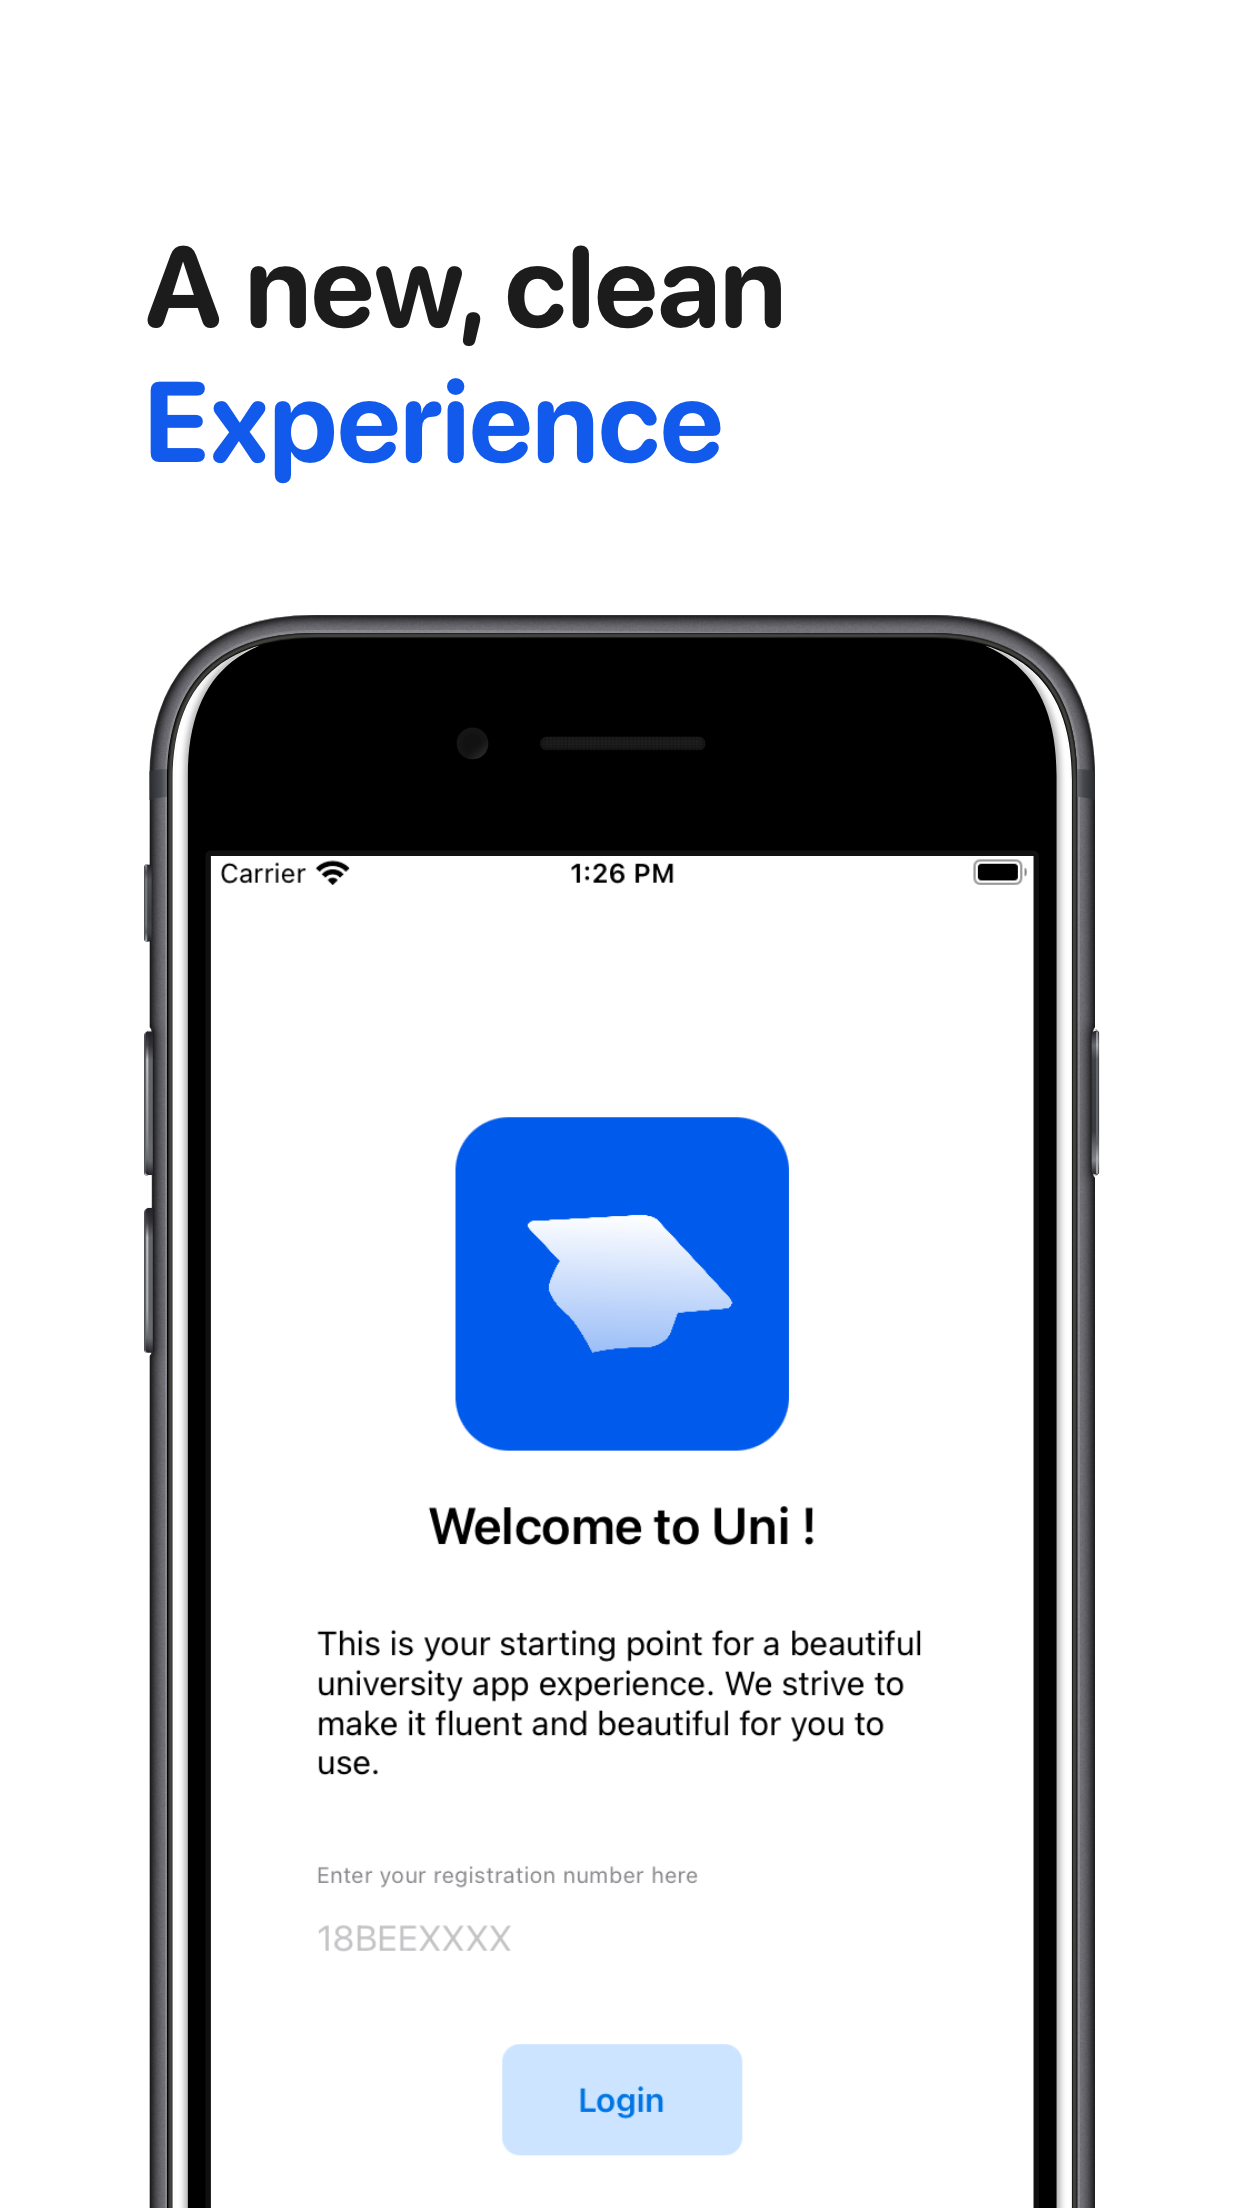 A new, clean
Experience
Carrier
1:26 PM
Welcome to Uni !
This is your starting point for a beautiful
university app experience. We strive to
make it fluent and beautiful for you to
use.
Enter your registration number here
18BEEXXXX
Login